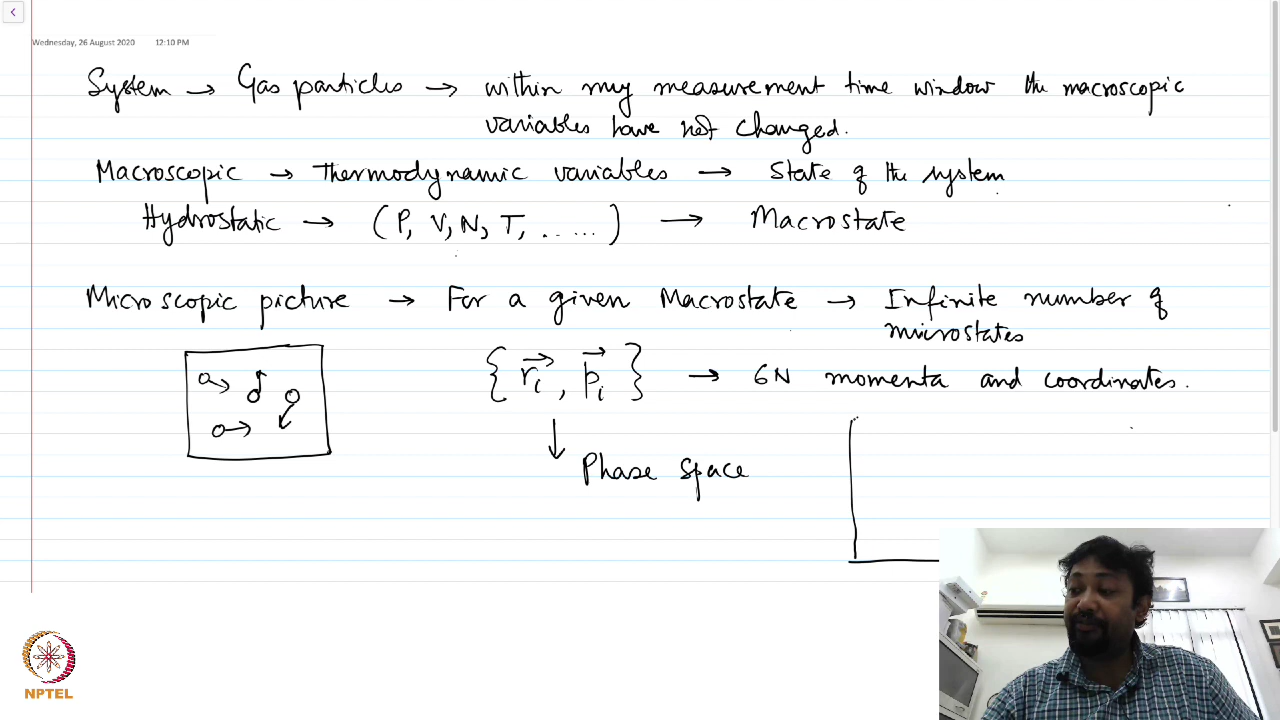 Wednesday, 26 August 2020 12:10 PM
System → Gas particles → within my measurement time window the macroscopic
variables have not changed.
Macroscopic → Thermodynamic variables → State of the system
Hydrostatic → (P, V, N, T, ........) → Macrostate
Microscopic picture → For a given Macrostate → Infinite number of
microstates
{ r⃗ᵢ, p⃗ᵢ } → 6N momenta and coordinates.
↓
Phase Space
NPTEL